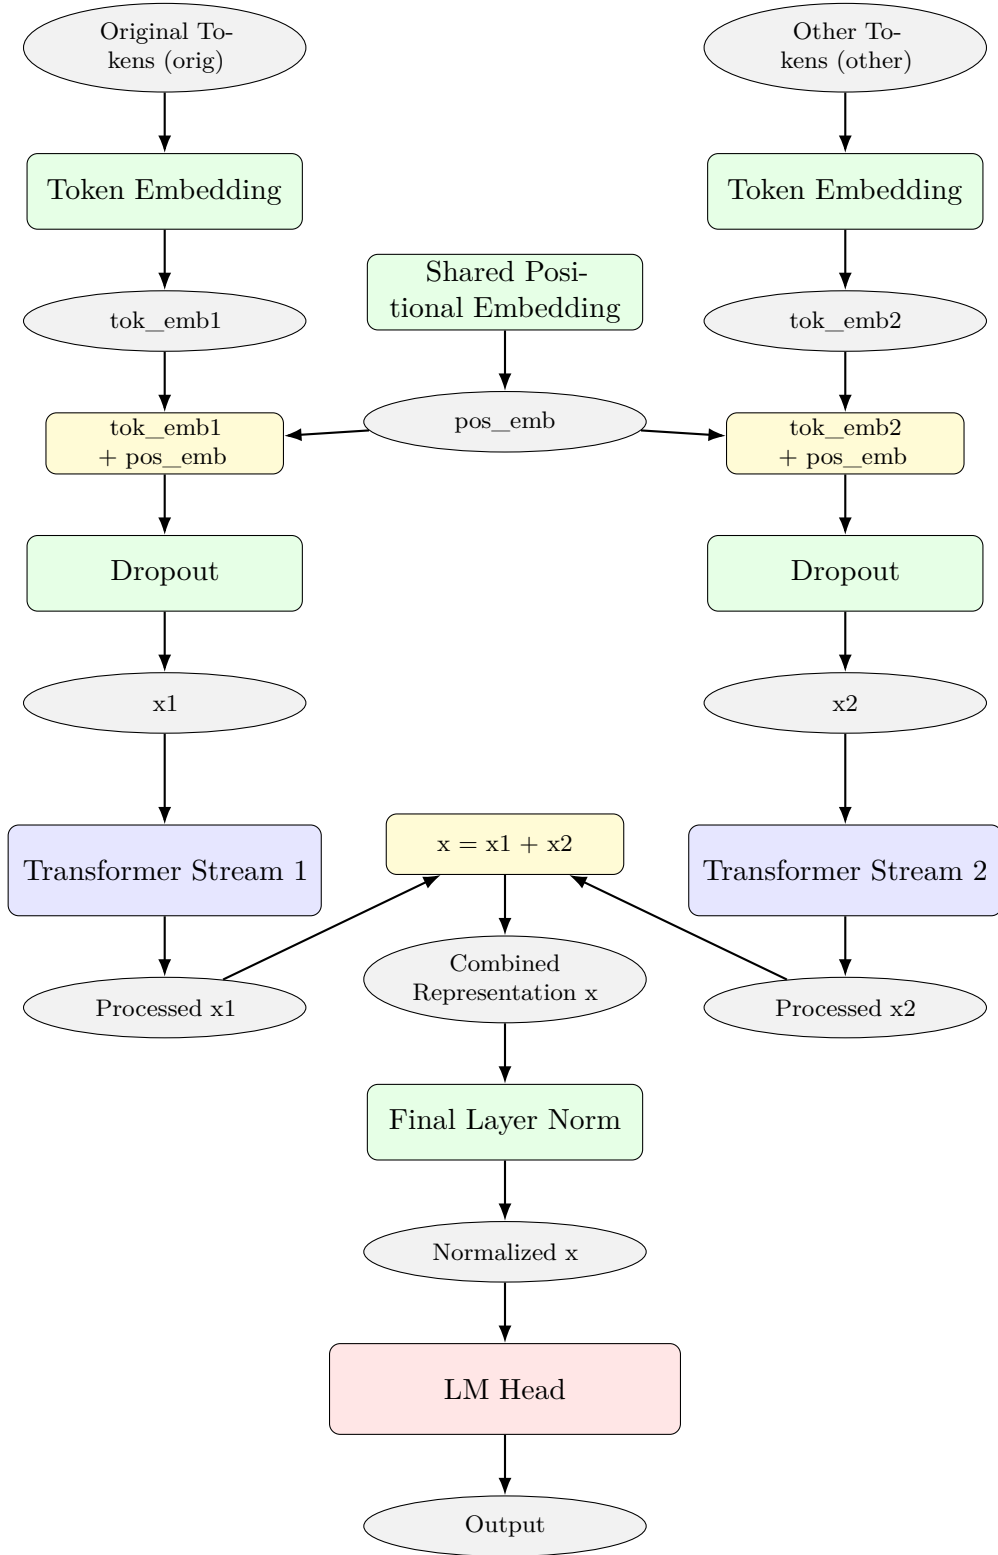 Original To-
kens (orig)
Other To-
kens (other)
Token Embedding
Token Embedding
Shared Posi-
tional Embedding
tok_emb1
tok_emb2
pos_emb
tok_emb1
+ pos_emb
tok_emb2
+ pos_emb
Dropout
Dropout
x1
x2
x = x1 + x2
Transformer Stream 1
Transformer Stream 2
Combined
Representation x
Processed x1
Processed x2
Final Layer Norm
Normalized x
LM Head
Output